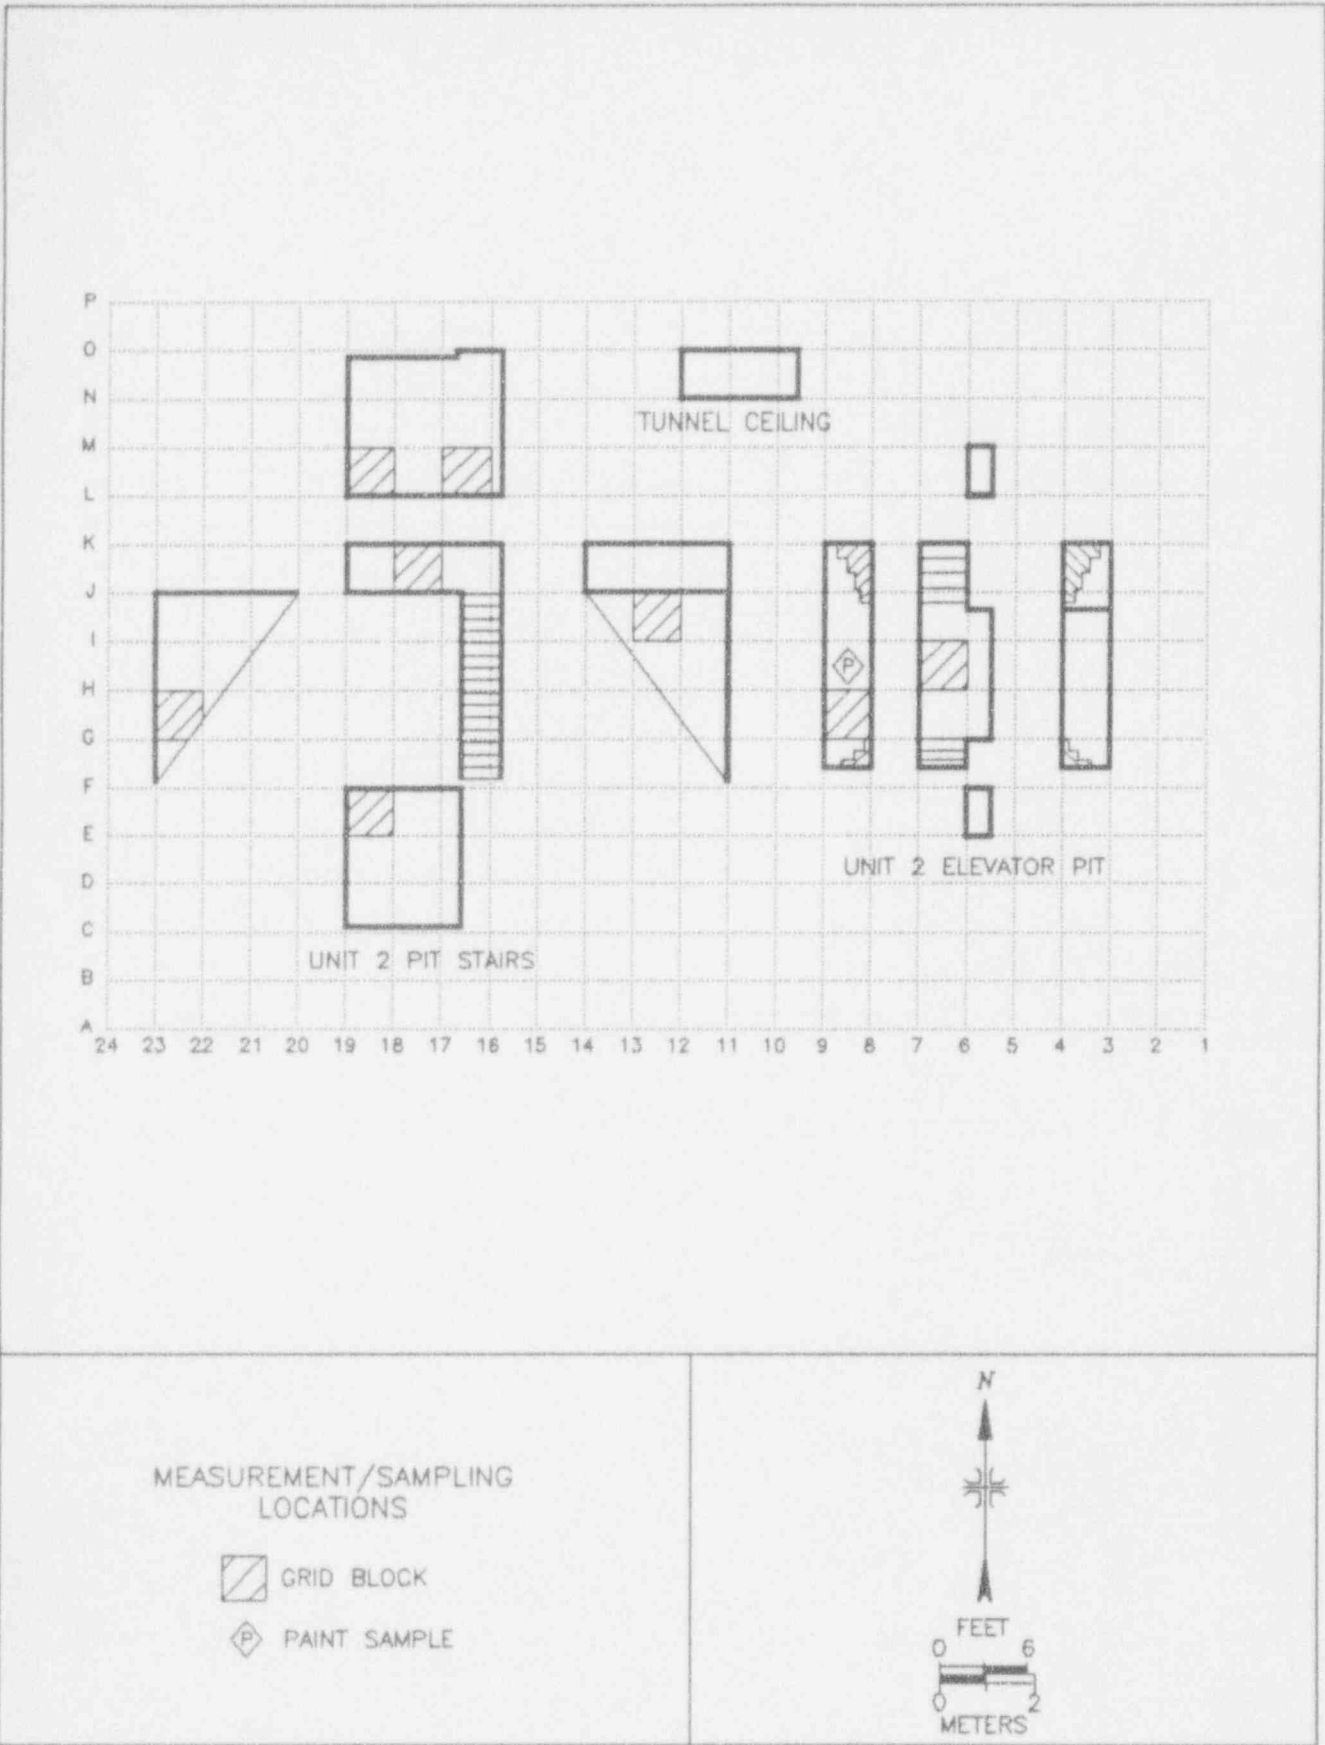 P
O
N
TUNNEL CEILING
M
L
K
J
I
P
H
G
F
E
UNIT 2 ELEVATOR PIT
D
C
UNIT 2 PIT STAIRS
B
A
24 23 22 21 20 19 18 17 16 15 14 13 12 11 10 9 8 7 6 5 4 3 2 1
MEASUREMENT/SAMPLING
LOCATIONS
GRID BLOCK
P PAINT SAMPLE
N
FEET
0 6
0 2
METERS